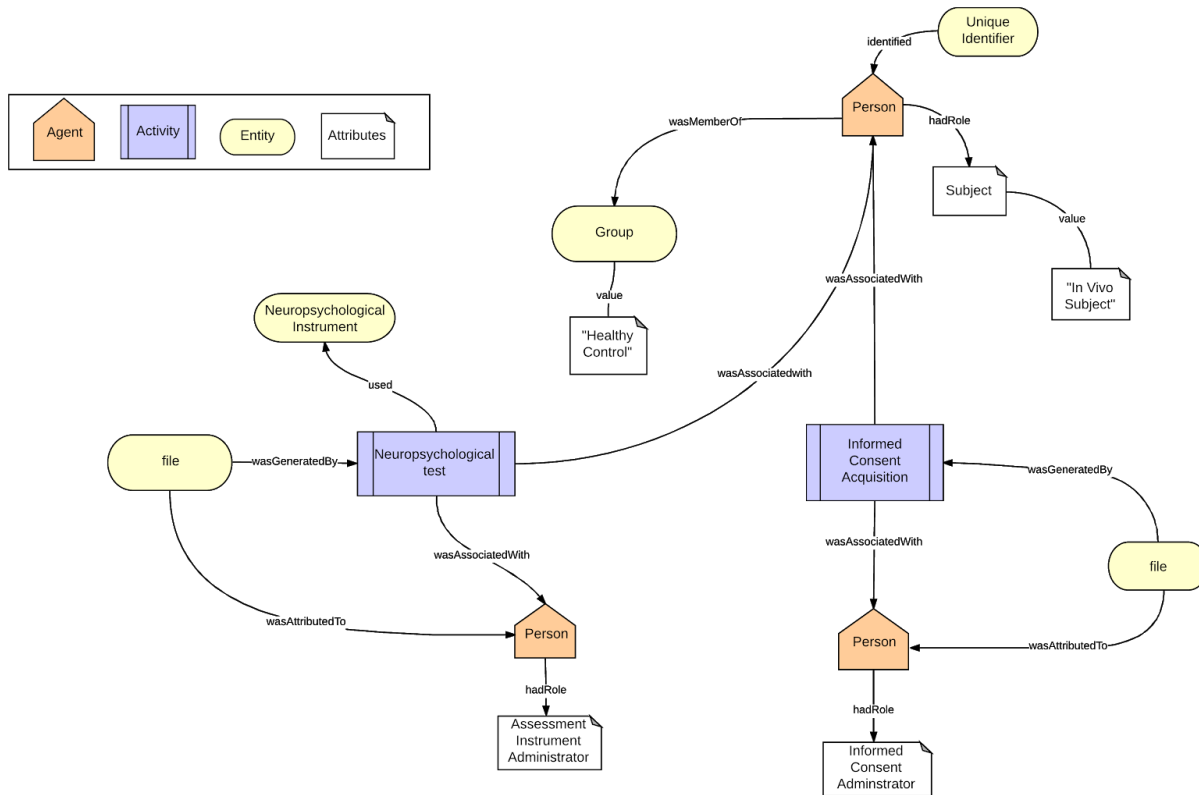 Unique
Identifier
identified
Agent
Activity
Entity
Attributes
Person
wasMemberOf
hadRole
Subject
value
Group
wasAssociatedWith
"In Vivo
Subject"
value
Neuropsychological
Instrument
"Healthy
Control"
wasAssociatedwith
used
file
wasGeneratedBy
Neuropsychological
test
Informed
Consent
Acquisition
wasGeneratedBy
wasAssociatedWith
wasAssociatedWith
file
wasAttributedTo
Person
Person
wasAttributedTo
hadRole
hadRole
Assessment
Instrument
Administrator
Informed
Consent
Adminstrator